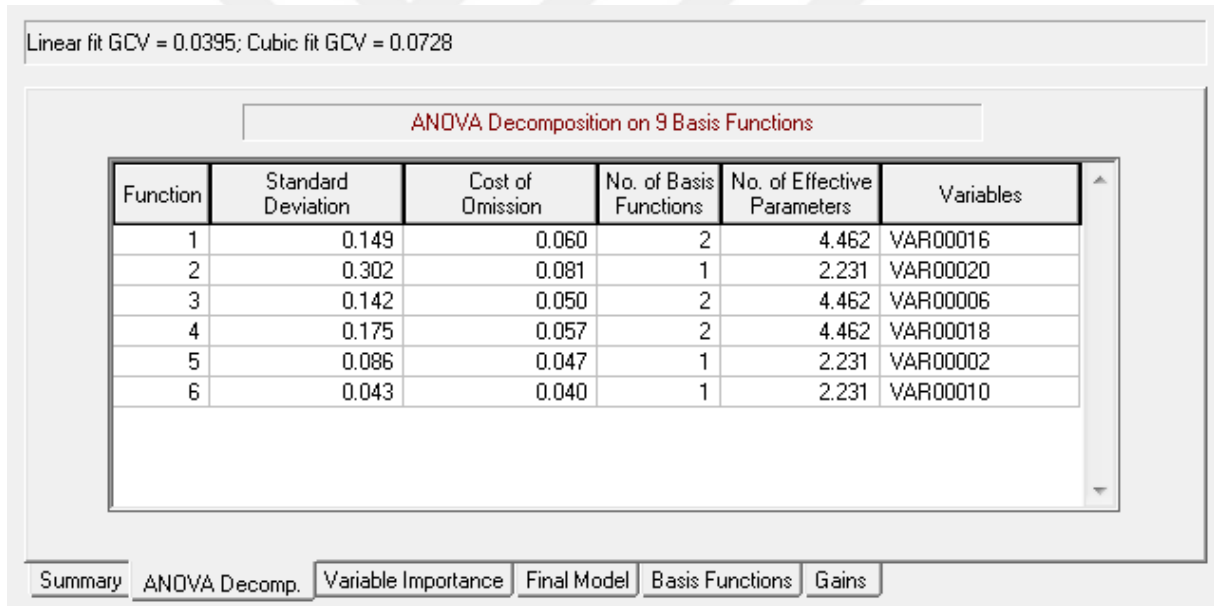 Linear fit GCV = 0.0395; Cubic fit GCV = 0.0728
ANOVA Decomposition on 9 Basis Functions
Function Standard Deviation Cost of Omission No. of Basis Functions No. of Effective Parameters Variables
1 0.149 0.060 2 4.462 VAR00016
2 0.302 0.081 1 2.231 VAR00020
3 0.142 0.050 2 4.462 VAR00006
4 0.175 0.057 2 4.462 VAR00018
5 0.086 0.047 1 2.231 VAR00002
6 0.043 0.040 1 2.231 VAR00010
Summary ANOVA Decomp. Variable Importance Final Model Basis Functions Gains